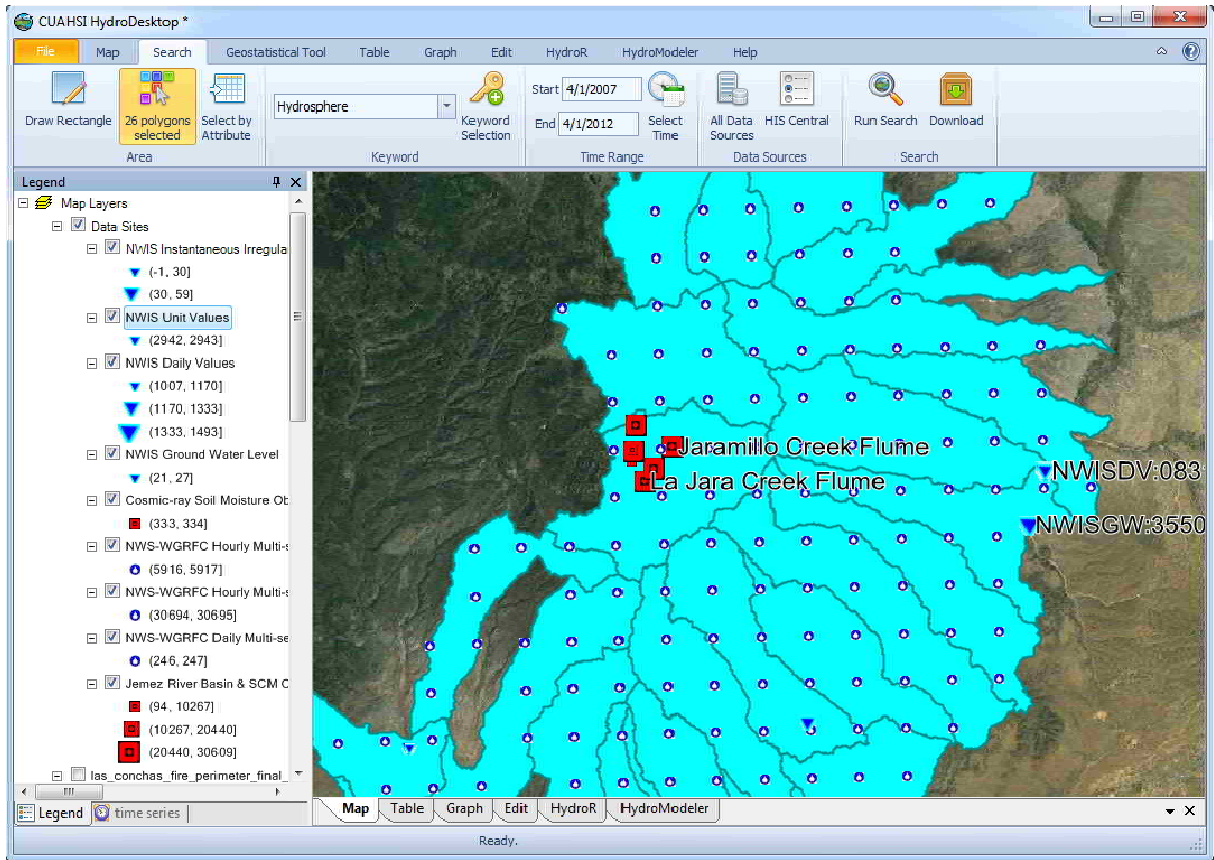 CUAHSI HydroDesktop *
File Map Search Geostatistical Tool Table Graph Edit HydroR HydroModeler Help
Draw Rectangle
26 polygons selected
Select by Attribute
Area
Hydrosphere
Keyword Selection
Keyword
Start 4/1/2007
End 4/1/2012
Select Time
Time Range
All Data Sources
HIS Central
Data Sources
Run Search
Download
Search
Legend
Map Layers
Data Sites
NWIS Instantaneous Irregula
(-1, 30]
(30, 59]
NWIS Unit Values
(2942, 2943]
NWIS Daily Values
(1007, 1170]
(1170, 1333]
(1333, 1493]
NWIS Ground Water Level
(21, 27]
Cosmic-ray Soil Moisture Ob
(333, 334]
NWS-WGRFC Hourly Multi-s
(5916, 5917]
NWS-WGRFC Hourly Multi-s
(30694, 30695]
NWS-WGRFC Daily Multi-se
(246, 247]
Jemez River Basin & SCM C
(94, 10267]
(10267, 20440]
(20440, 30609]
las_conchas_fire_perimeter_final_
Legend
time series
Jaramillo Creek Flume
La Jara Creek Flume
NWISDV:083
NWISGW:3550
Map Table Graph Edit HydroR HydroModeler
Ready.